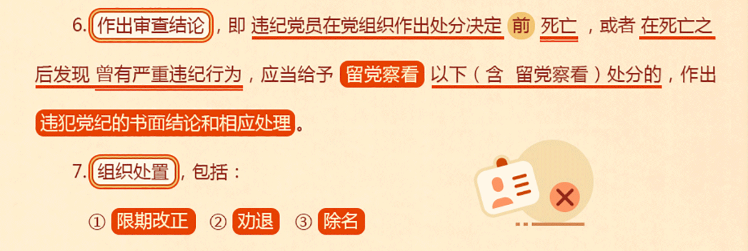 6. 作出审查结论，即 违纪党员在党组织作出处分决定 前 死亡，或者 在死亡之
后发现 曾有严重违纪行为，应当给予 留党察看 以下（含 留党察看）处分的，作出
违犯党纪的书面结论和相应处理。
7. 组织处置，包括：
① 限期改正 ② 劝退 ③ 除名